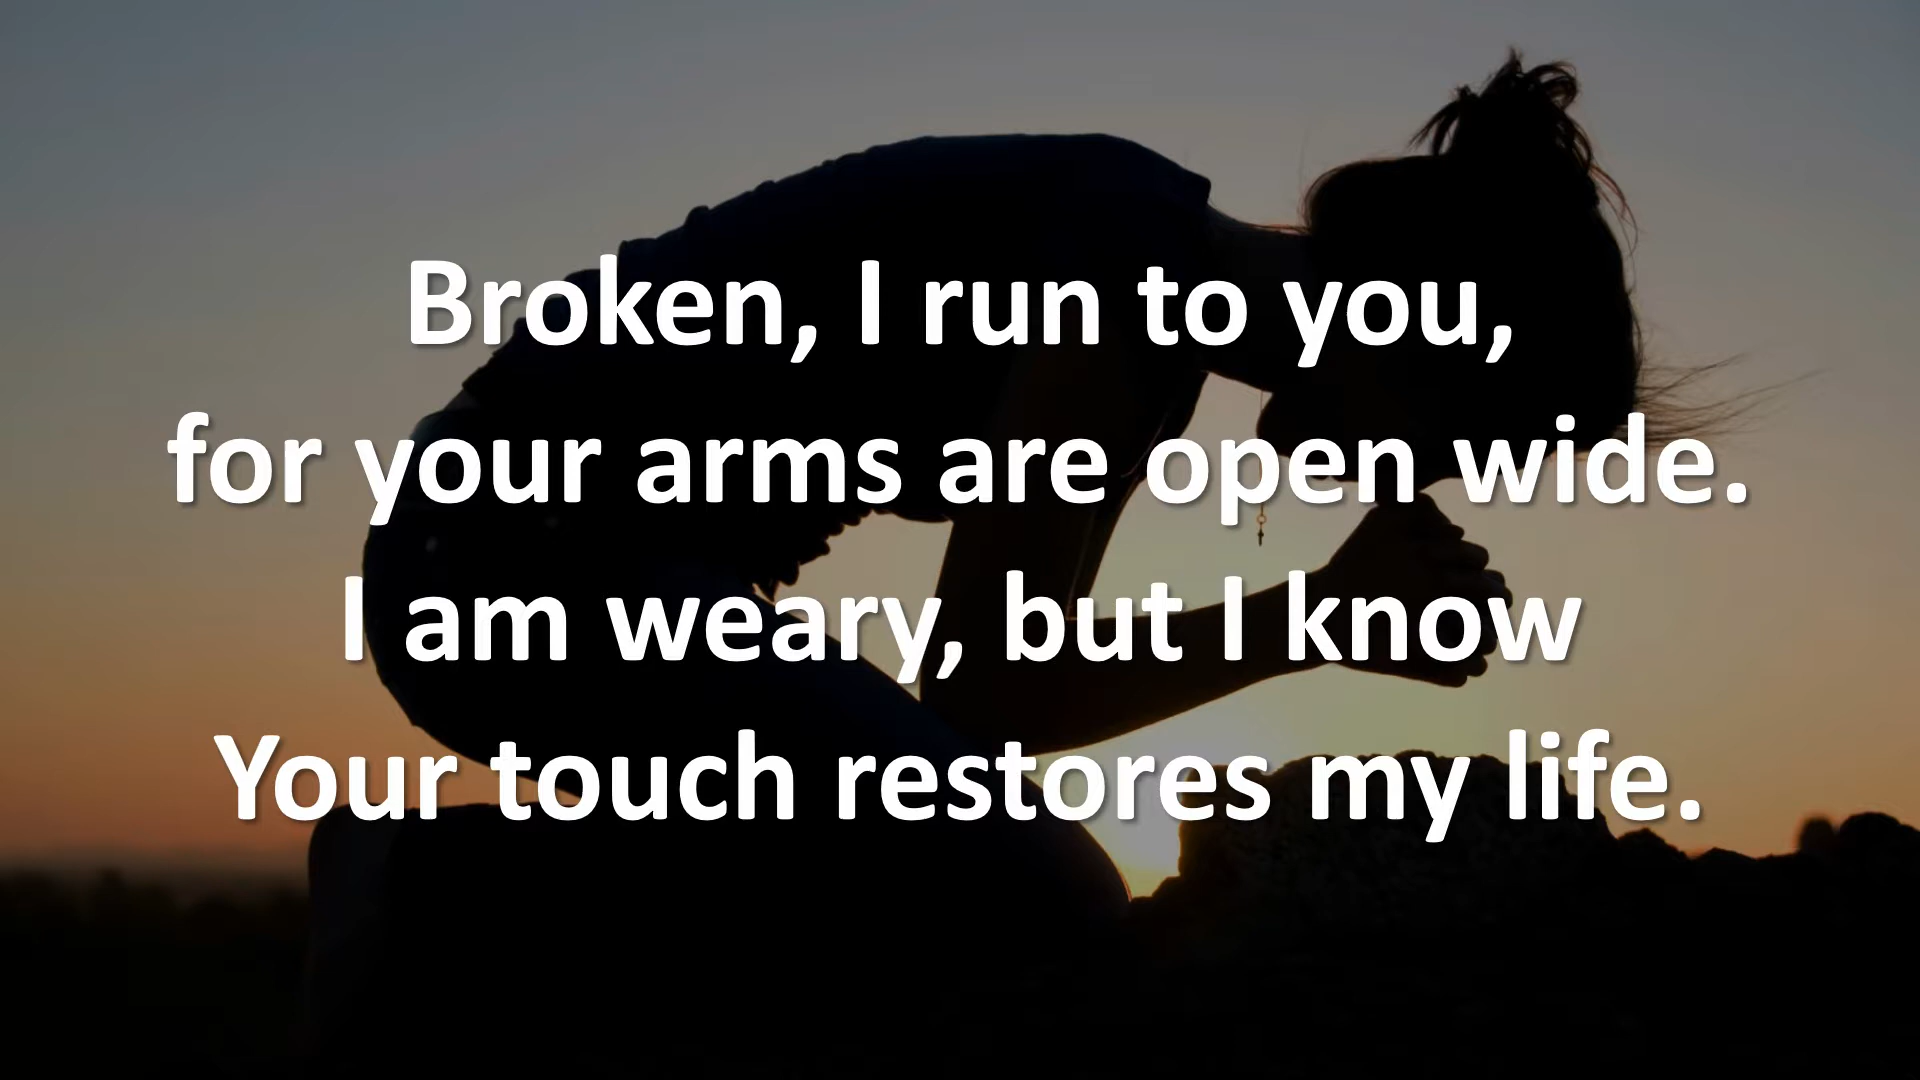 Broken, I run to you,
for your arms are open wide.
I am weary, but I know
Your touch restores my life.